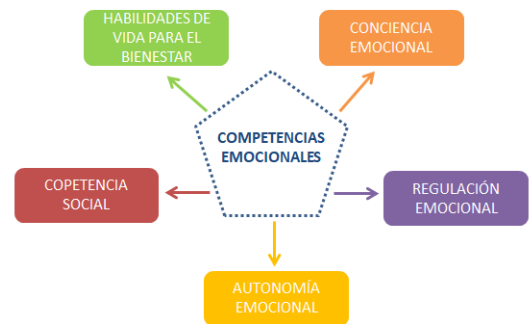 HABILIDADES DE
VIDA PARA EL
BIENESTAR
CONCIENCIA
EMOCIONAL
COMPETENCIAS
EMOCIONALES
COPETENCIA
SOCIAL
REGULACIÓN
EMOCIONAL
AUTONOMÍA
EMOCIONAL